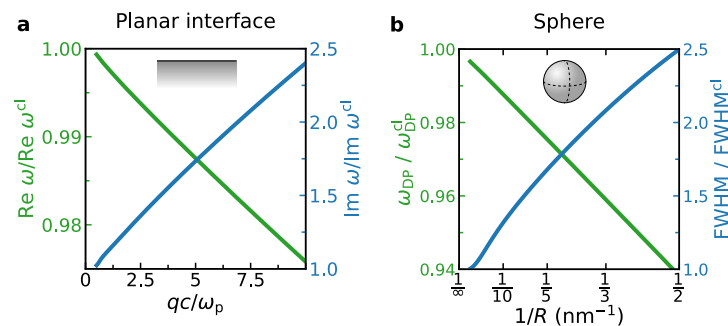 a Planar interface
1.00
0.99
0.98
Re ω/Re ω^cl
2.5
2.0
1.5
1.0
Im ω/Im ω^cl
0 2.5 5 7.5
qc/ω_p
b Sphere
1.00
0.98
0.96
0.94
ω_DP / ω_DP^cl
2.5
2.0
1.5
1.0
FWHM / FWHM^cl
1/∞ 1/10 1/5 1/3 1/2
1/R (nm⁻¹)